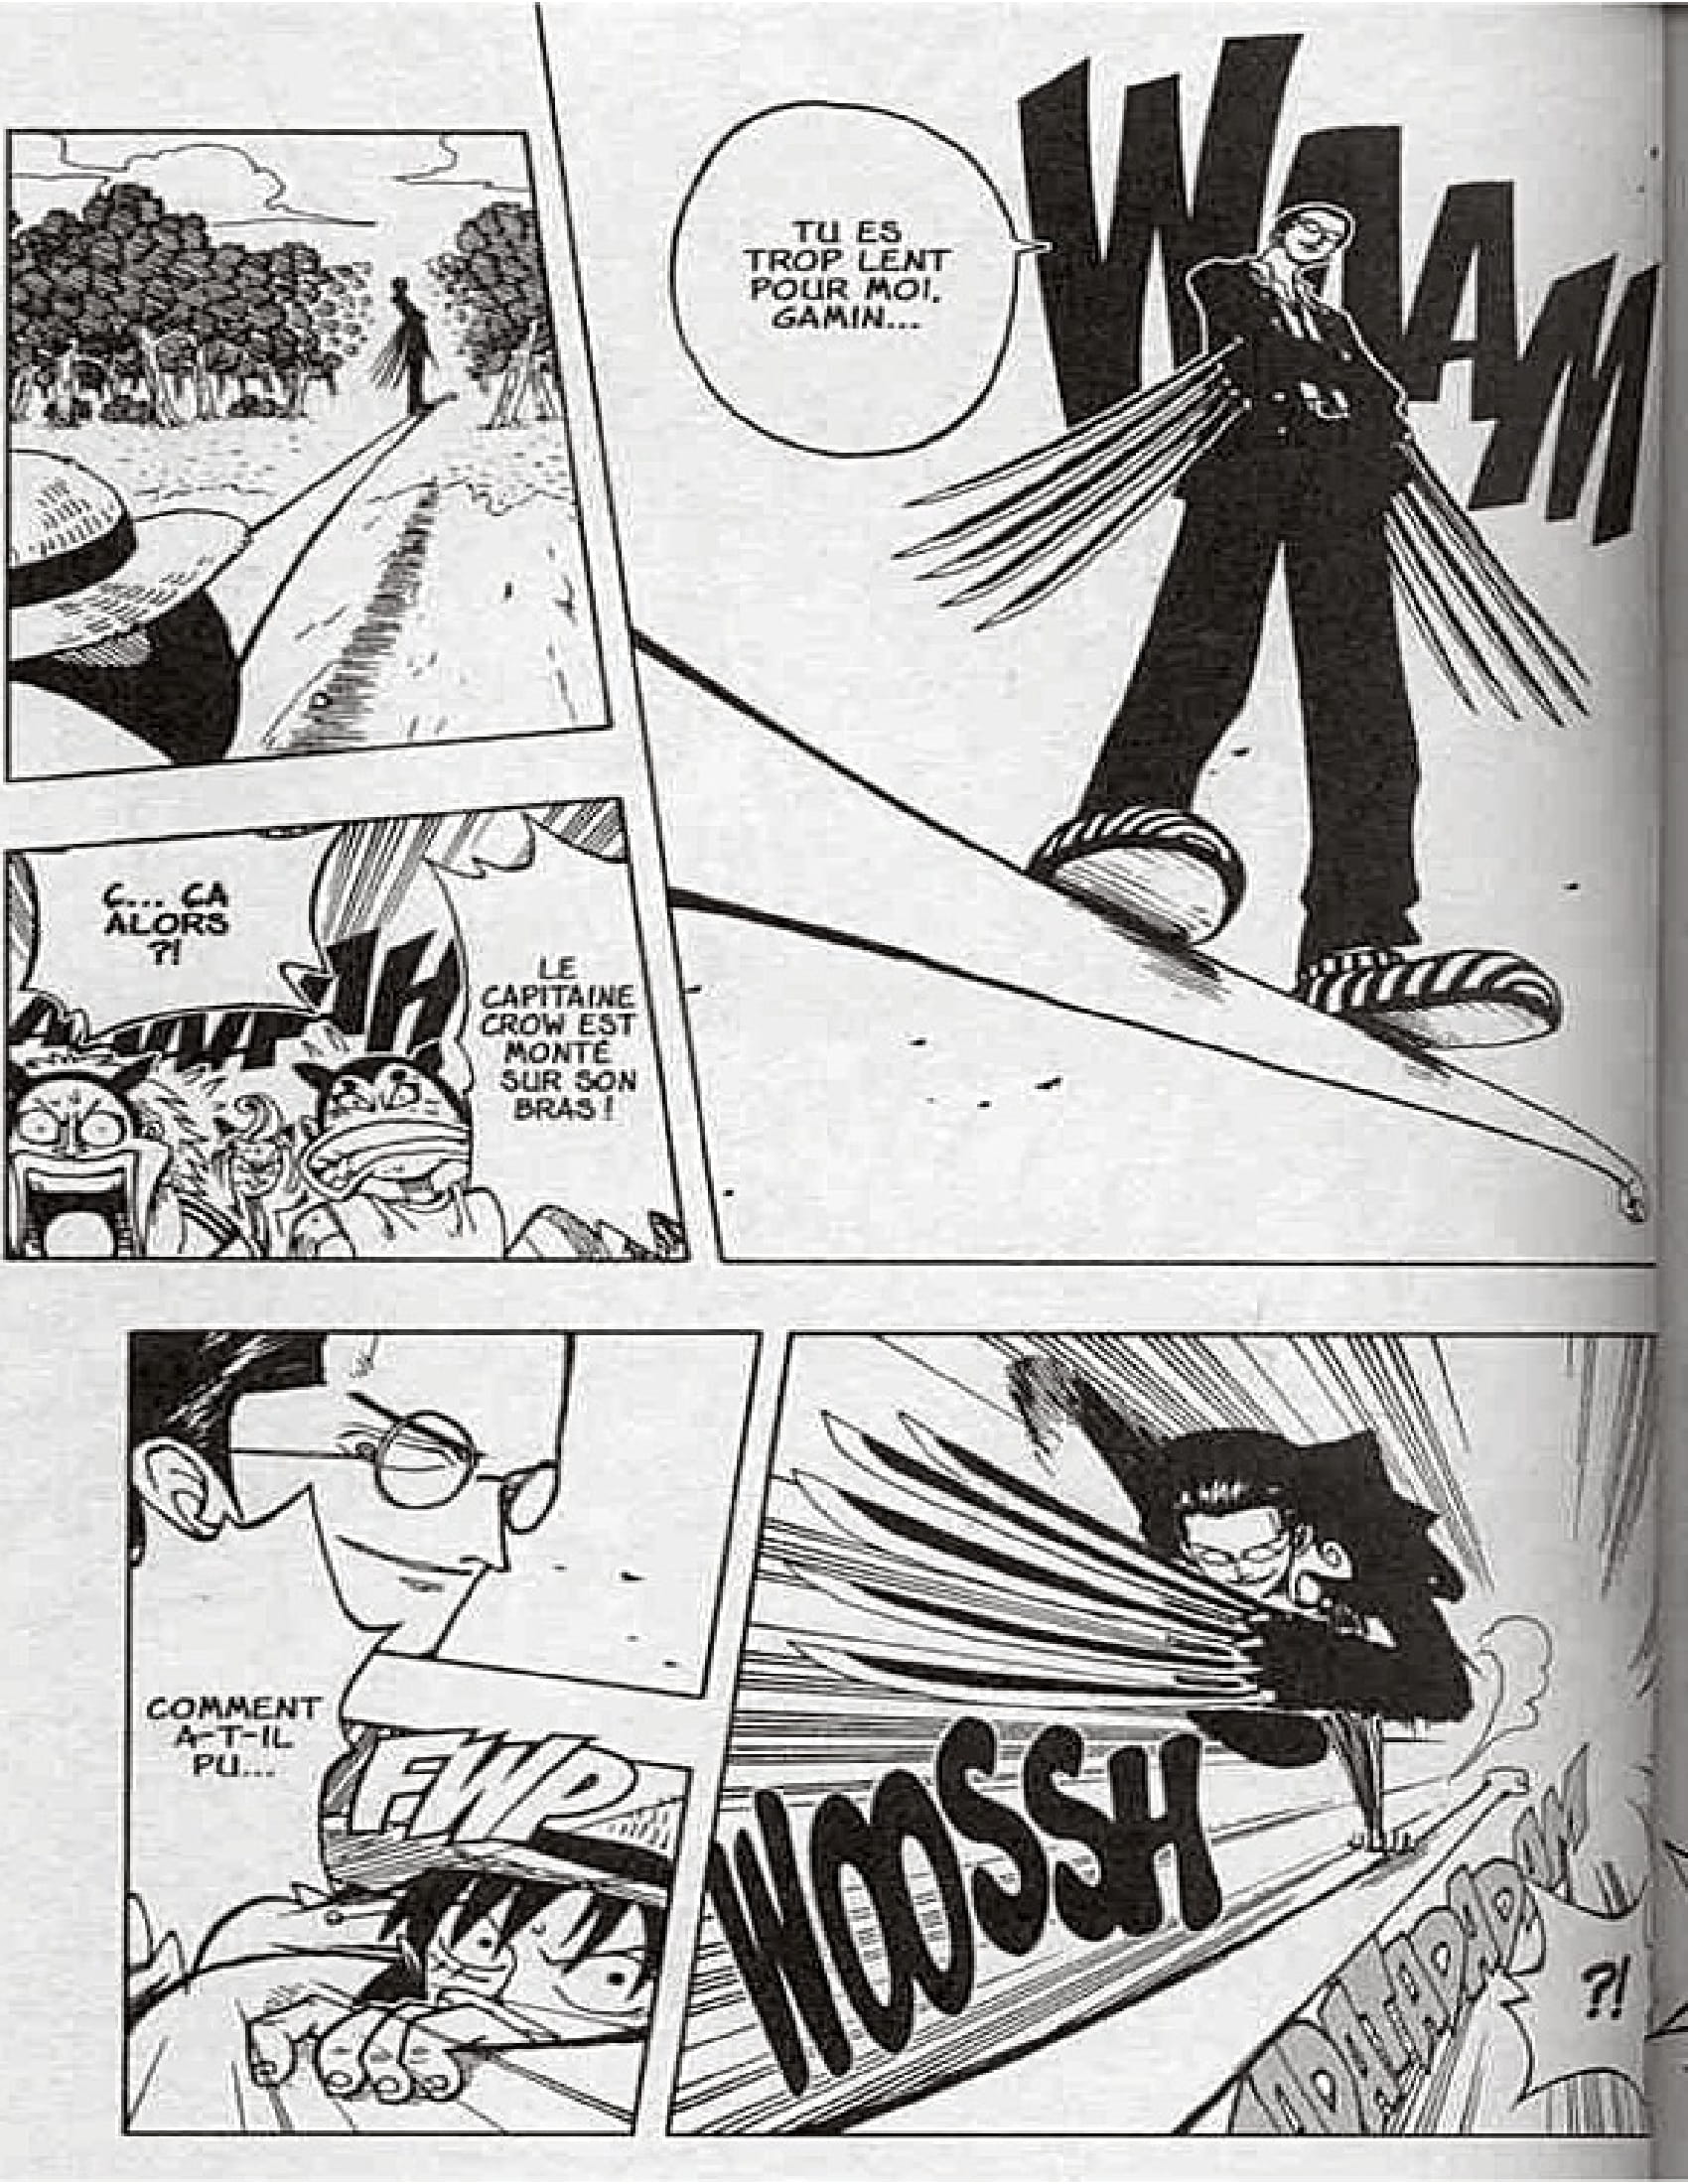 WAAM
TU ES
TROP LENT
POUR MOI,
GAMIN...
LE
CAPITAINE
CROW EST
MONTÉ
SUR SON
BRAS !
Ç... ÇA
ALORS
?!
?!
WOOSSH
COMMENT
A-T-IL
PU...
FWP